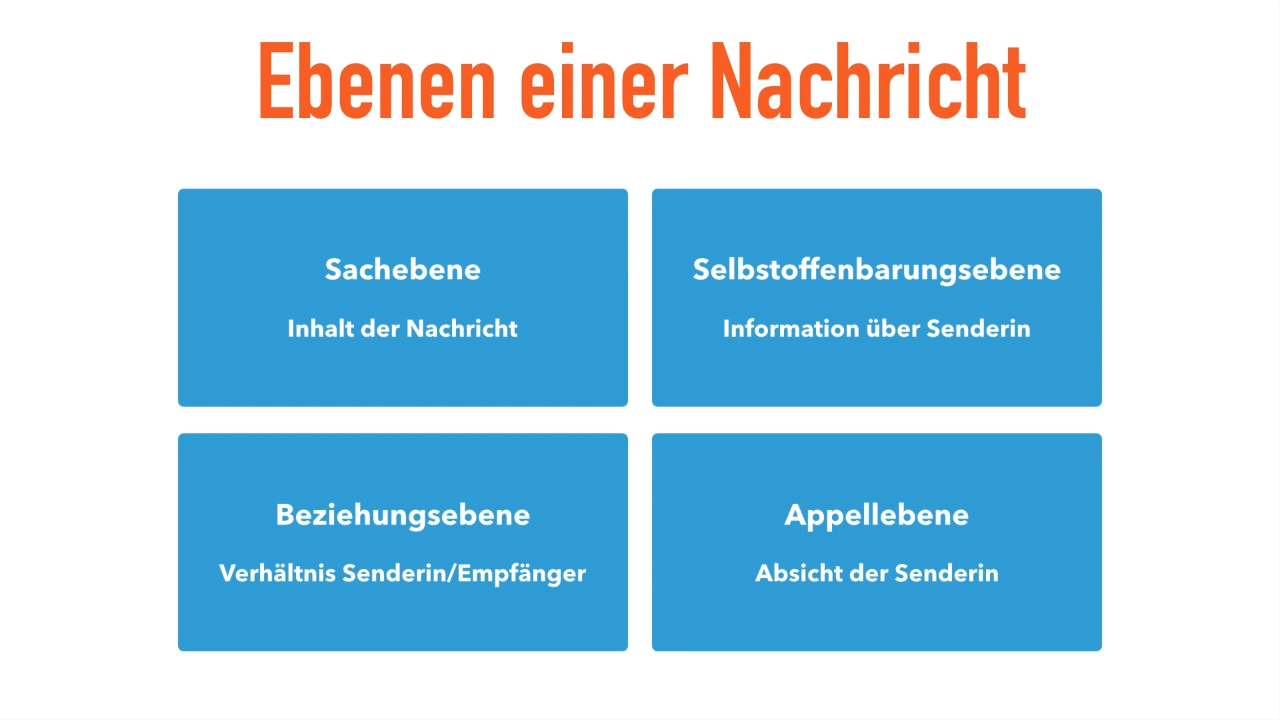 Ebenen einer Nachricht
Sachebene
Inhalt der Nachricht
Selbstoffenbarungsebene
Information über Senderin
Beziehungsebene
Verhältnis Senderin/Empfänger
Appellebene
Absicht der Senderin